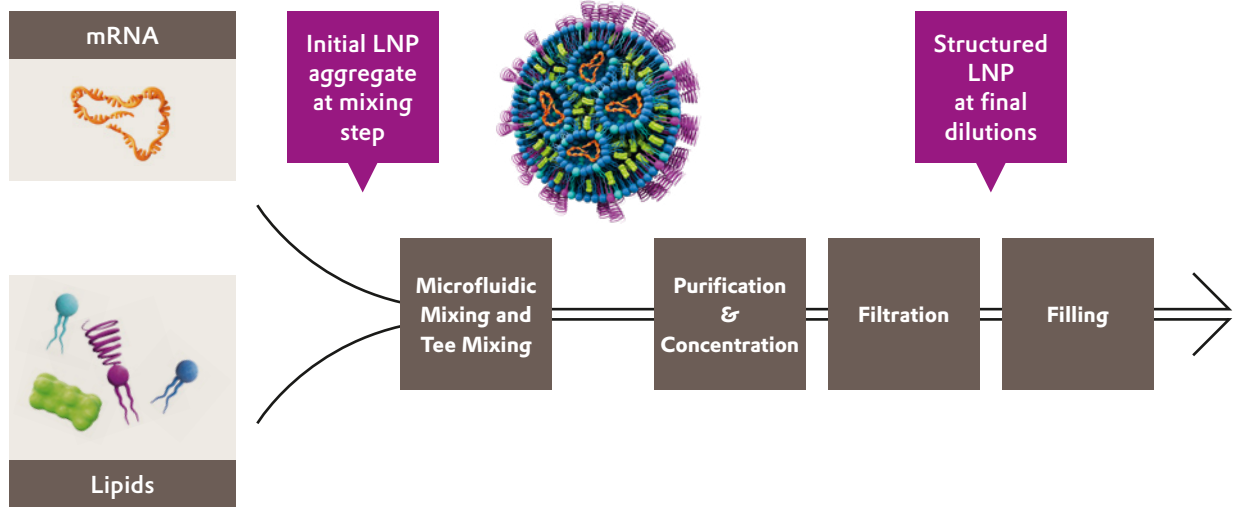 mRNA
Initial LNP
aggregate
at mixing
step
Structured
LNP
at final
dilutions
Microfluidic
Mixing and
Tee Mixing
Purification
&
Concentration
Filtration
Filling
Lipids